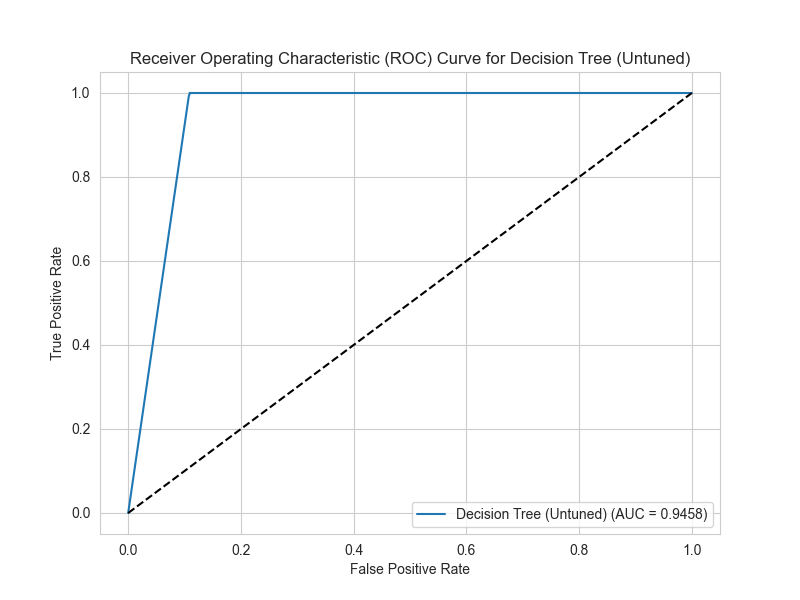 Receiver Operating Characteristic (ROC) Curve for Decision Tree (Untuned)
1.0
0.8
0.6
0.4
0.2
0.0
True Positive Rate
Decision Tree (Untuned) (AUC = 0.9458)
0.0 0.2 0.4 0.6 0.8 1.0
False Positive Rate